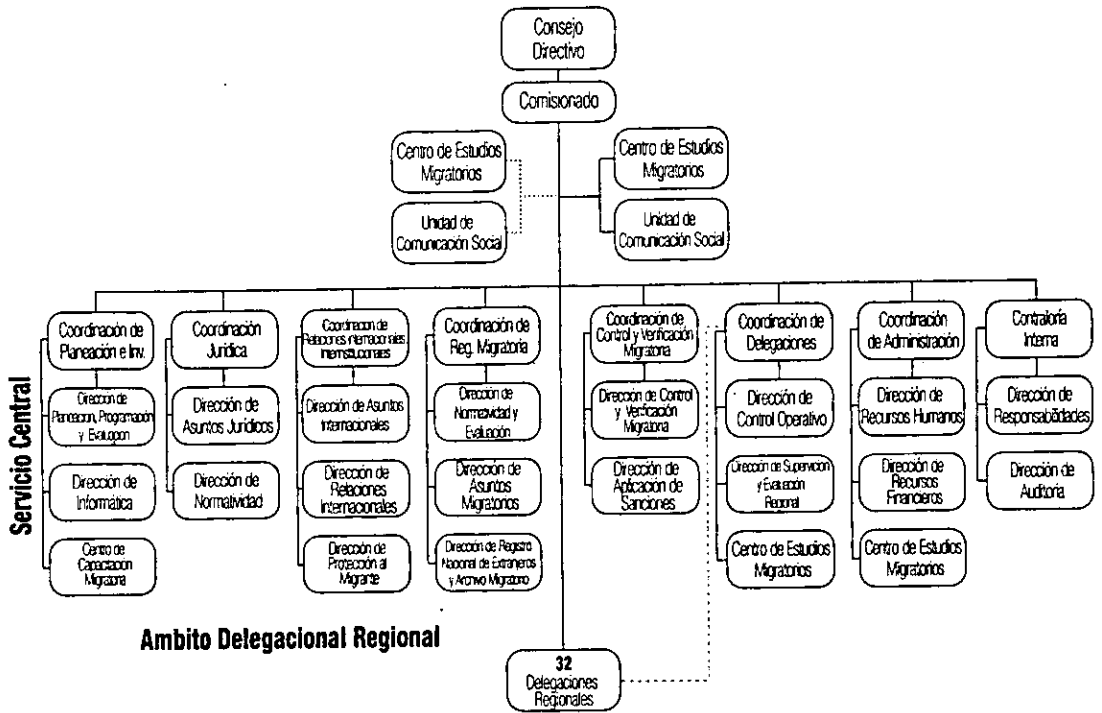 Consejo
Directivo
Comisionado
Centro de Estudios
Migratorios
Centro de Estudios
Migratorios
Unidad de
Comunicación Social
Unidad de
Comunicación Social
Servicio Central
Coordinación de
Planeación e Inv.
Coordinación
Jurídica
Coordinación de
Relaciones Internacionales
Interinstitucionales
Coordinación de
Reg. Migratoria
Coordinación de
Control y Verificación
Migratoria
Coordinación de
Delegaciones
Coordinación
de Administración
Contraloría
Interna
Dirección de
Planeación, Programación
y Evaluación
Dirección de
Asuntos Jurídicos
Dirección de Asuntos
Internacionales
Dirección de
Normatividad y
Evaluación
Dirección de Control
y Verificación
Migratoria
Dirección de
Control Operativo
Dirección de
Recursos Humanos
Dirección de
Responsabilidades
Dirección de
Informática
Dirección de
Normatividad
Dirección de
Relaciones
Internacionales
Dirección de
Asuntos
Migratorios
Dirección de
Aplicación de
Sanciones
Dirección de Supervición
y Evaluación
Regional
Dirección de
Recursos
Financieros
Dirección de
Auditoría
Centro de
Capacitación
Migratoria
Dirección de
Protección al
Migrante
Dirección de Registro
Nacional de Extranjeros
y Archivo Migratorio
Centro de Estudios
Migratorios
Centro de Estudios
Migratorios
Ambito Delegacional Regional
32
Delegaciones
Regionales